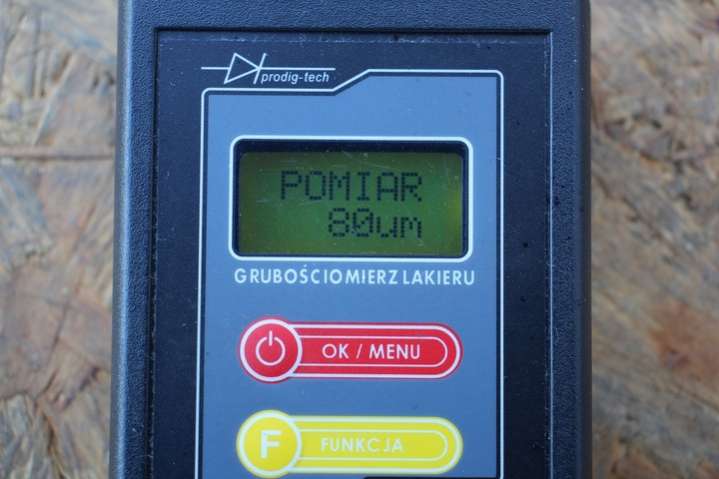 prodig-tech
POMIAR
80um
GRUBOŚCIOMIERZ LAKIERU
OK / MENU
F FUNKCJA